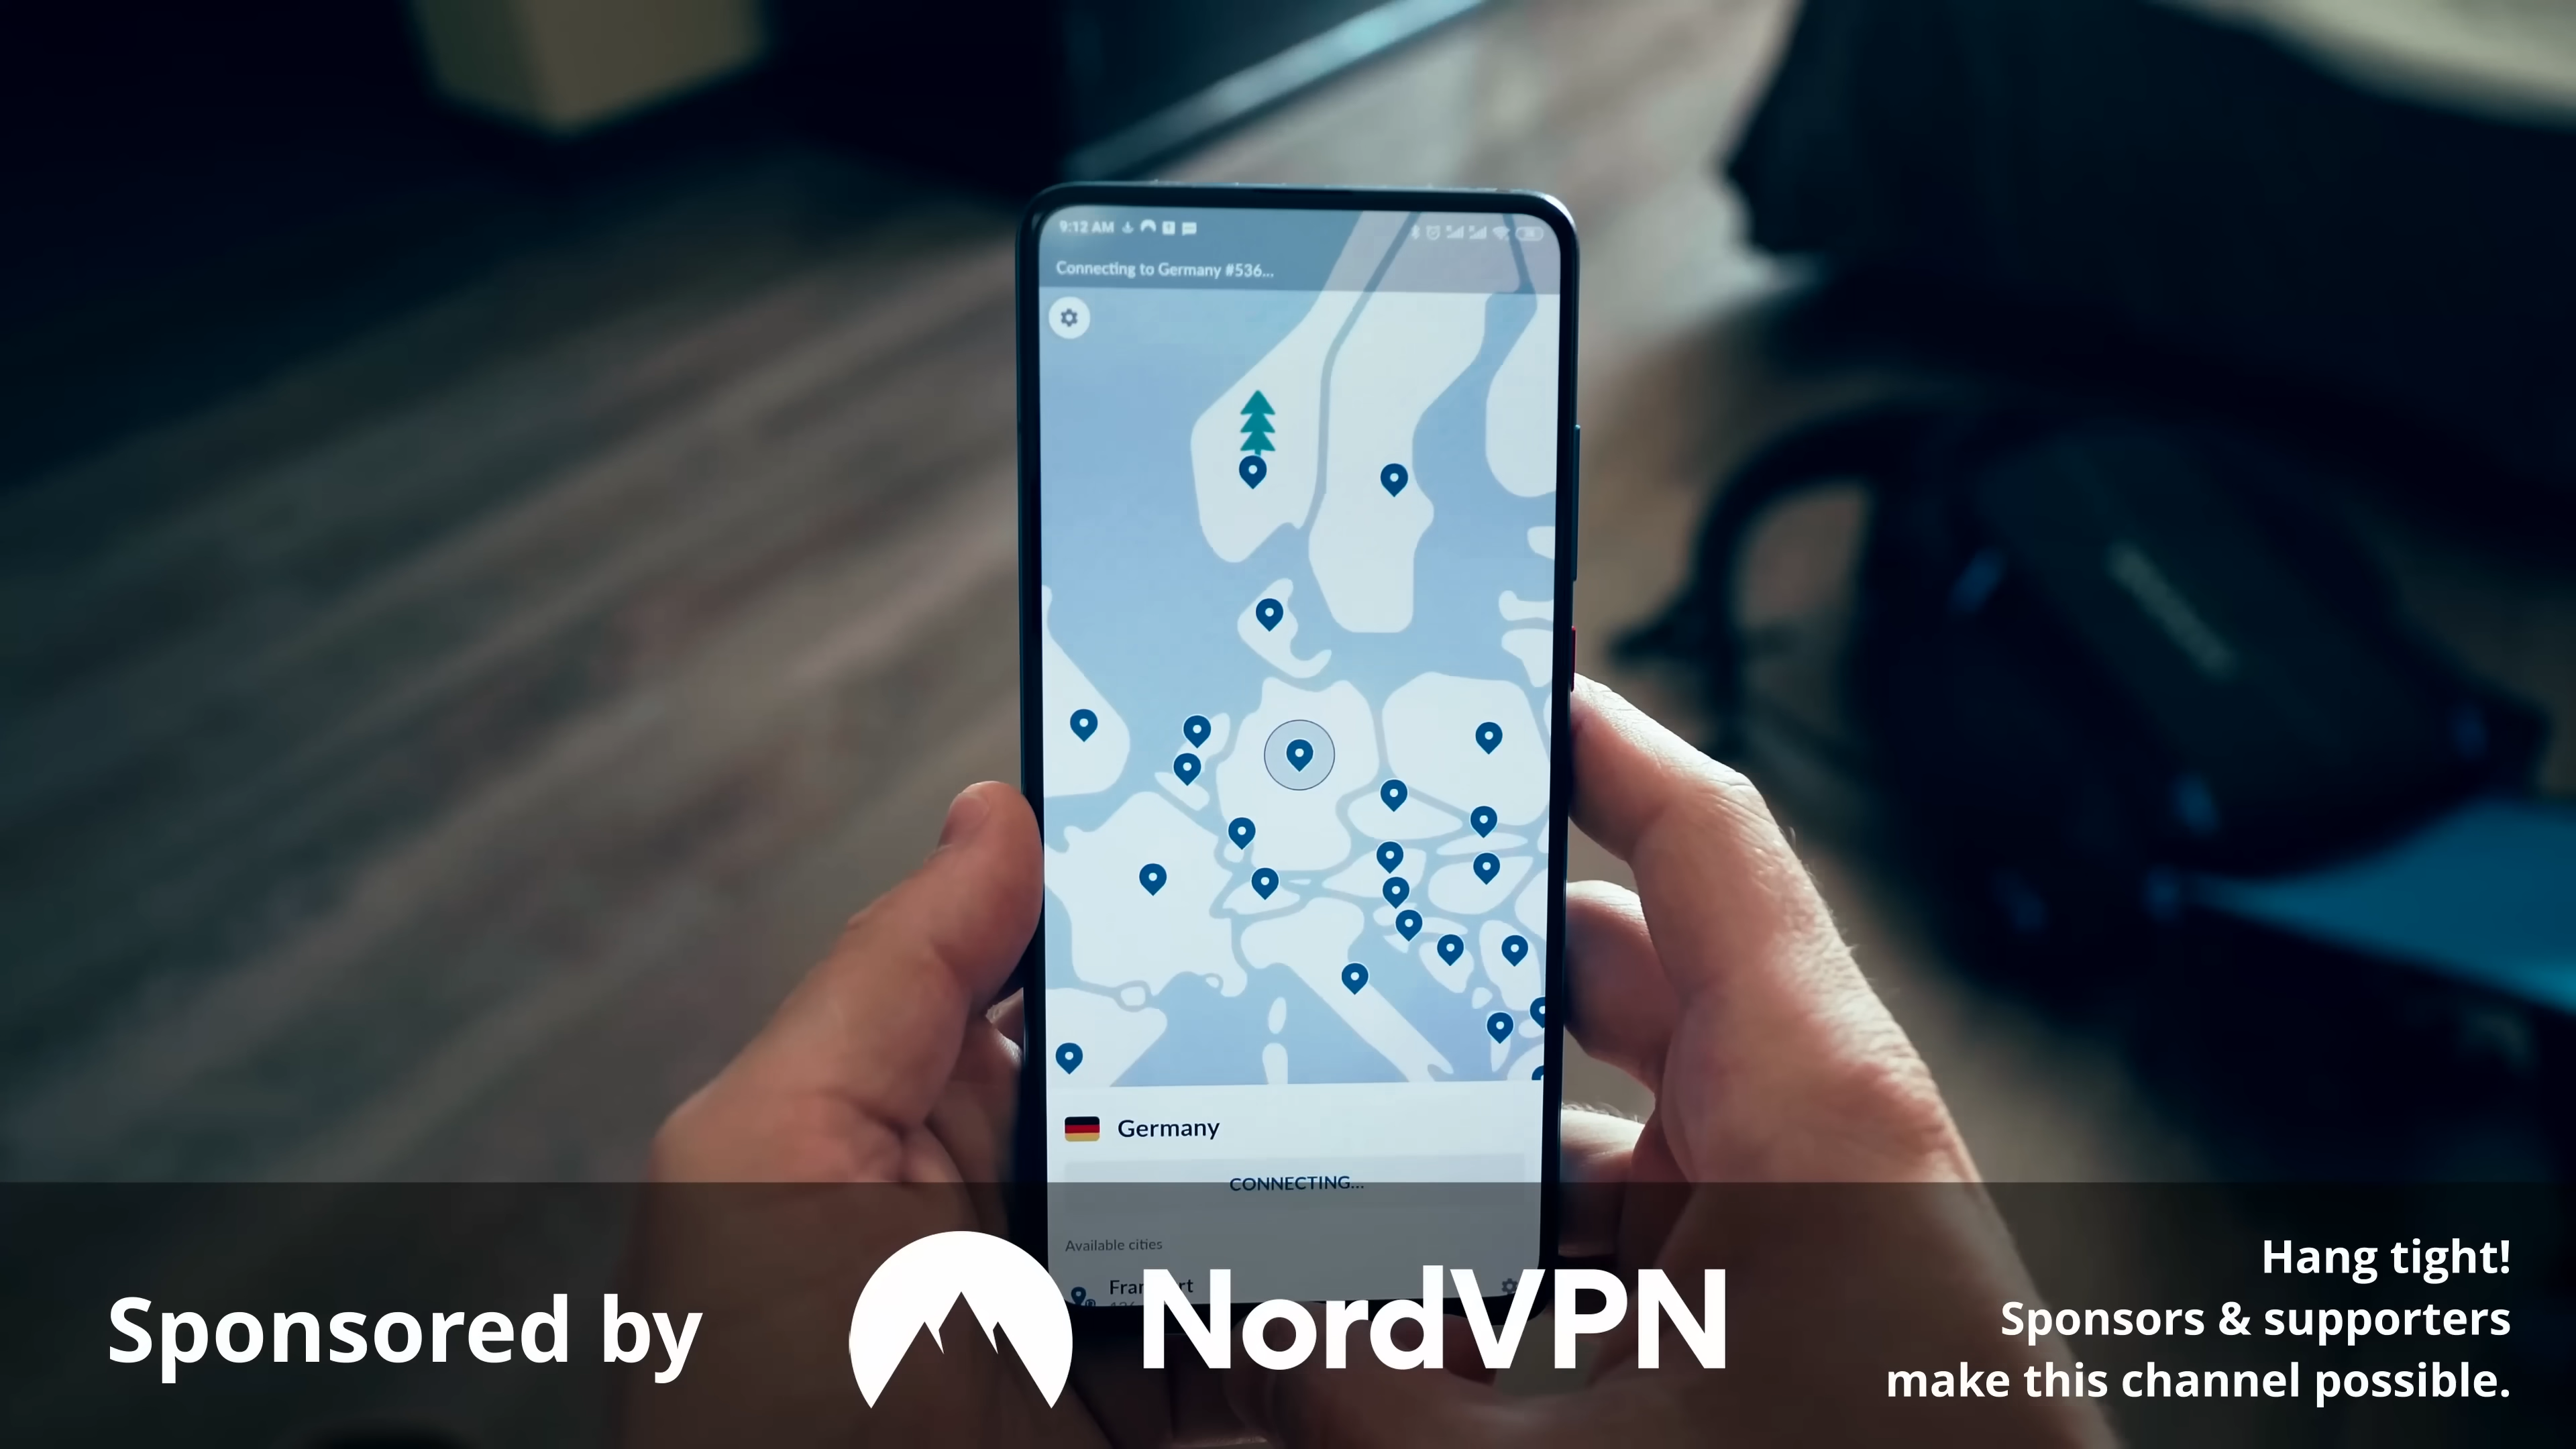 9:12 AM
Connecting to Germany #536...
Germany
CONNECTING...
Available cities
Sponsored by
NordVPN
Hang tight!
Sponsors & supporters
make this channel possible.